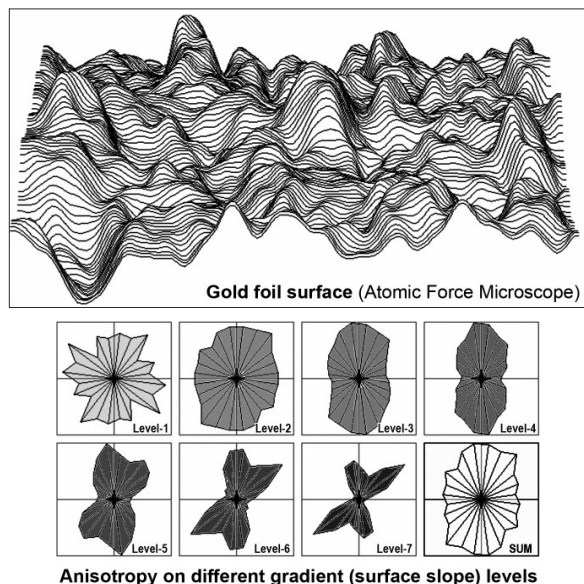 Gold foil surface (Atomic Force Microscope)
Level-1
Level-2
Level-3
Level-4
Level-5
Level-6
Level-7
SUM
Anisotropy on different gradient (surface slope) levels